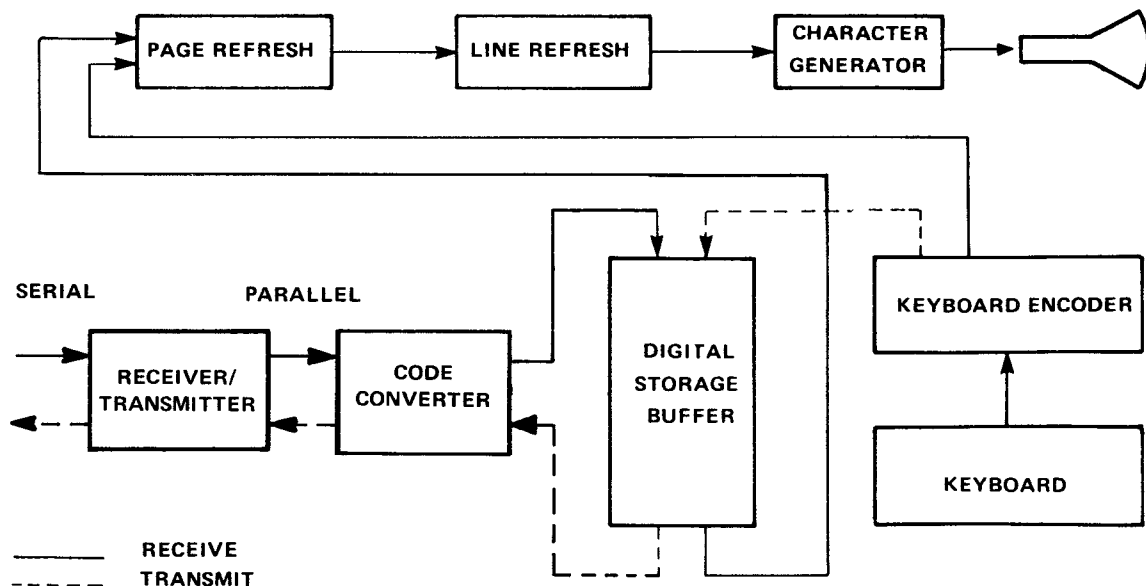 PAGE REFRESH
LINE REFRESH
CHARACTER
GENERATOR
SERIAL
PARALLEL
RECEIVER/
TRANSMITTER
CODE
CONVERTER
DIGITAL
STORAGE
BUFFER
KEYBOARD ENCODER
KEYBOARD
RECEIVE
TRANSMIT